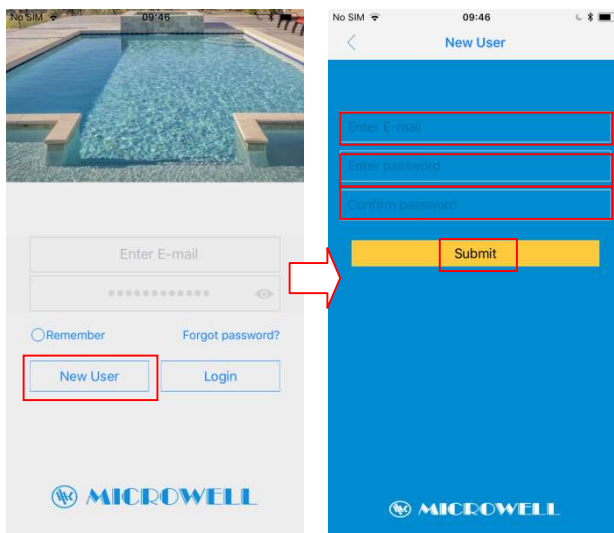 No SIM 09:46
Enter E-mail
Remember Forgot password?
New User Login
MICROWELL
No SIM 09:46
New User
Enter E-mail
Enter password
Confirm password
Submit
MICROWELL